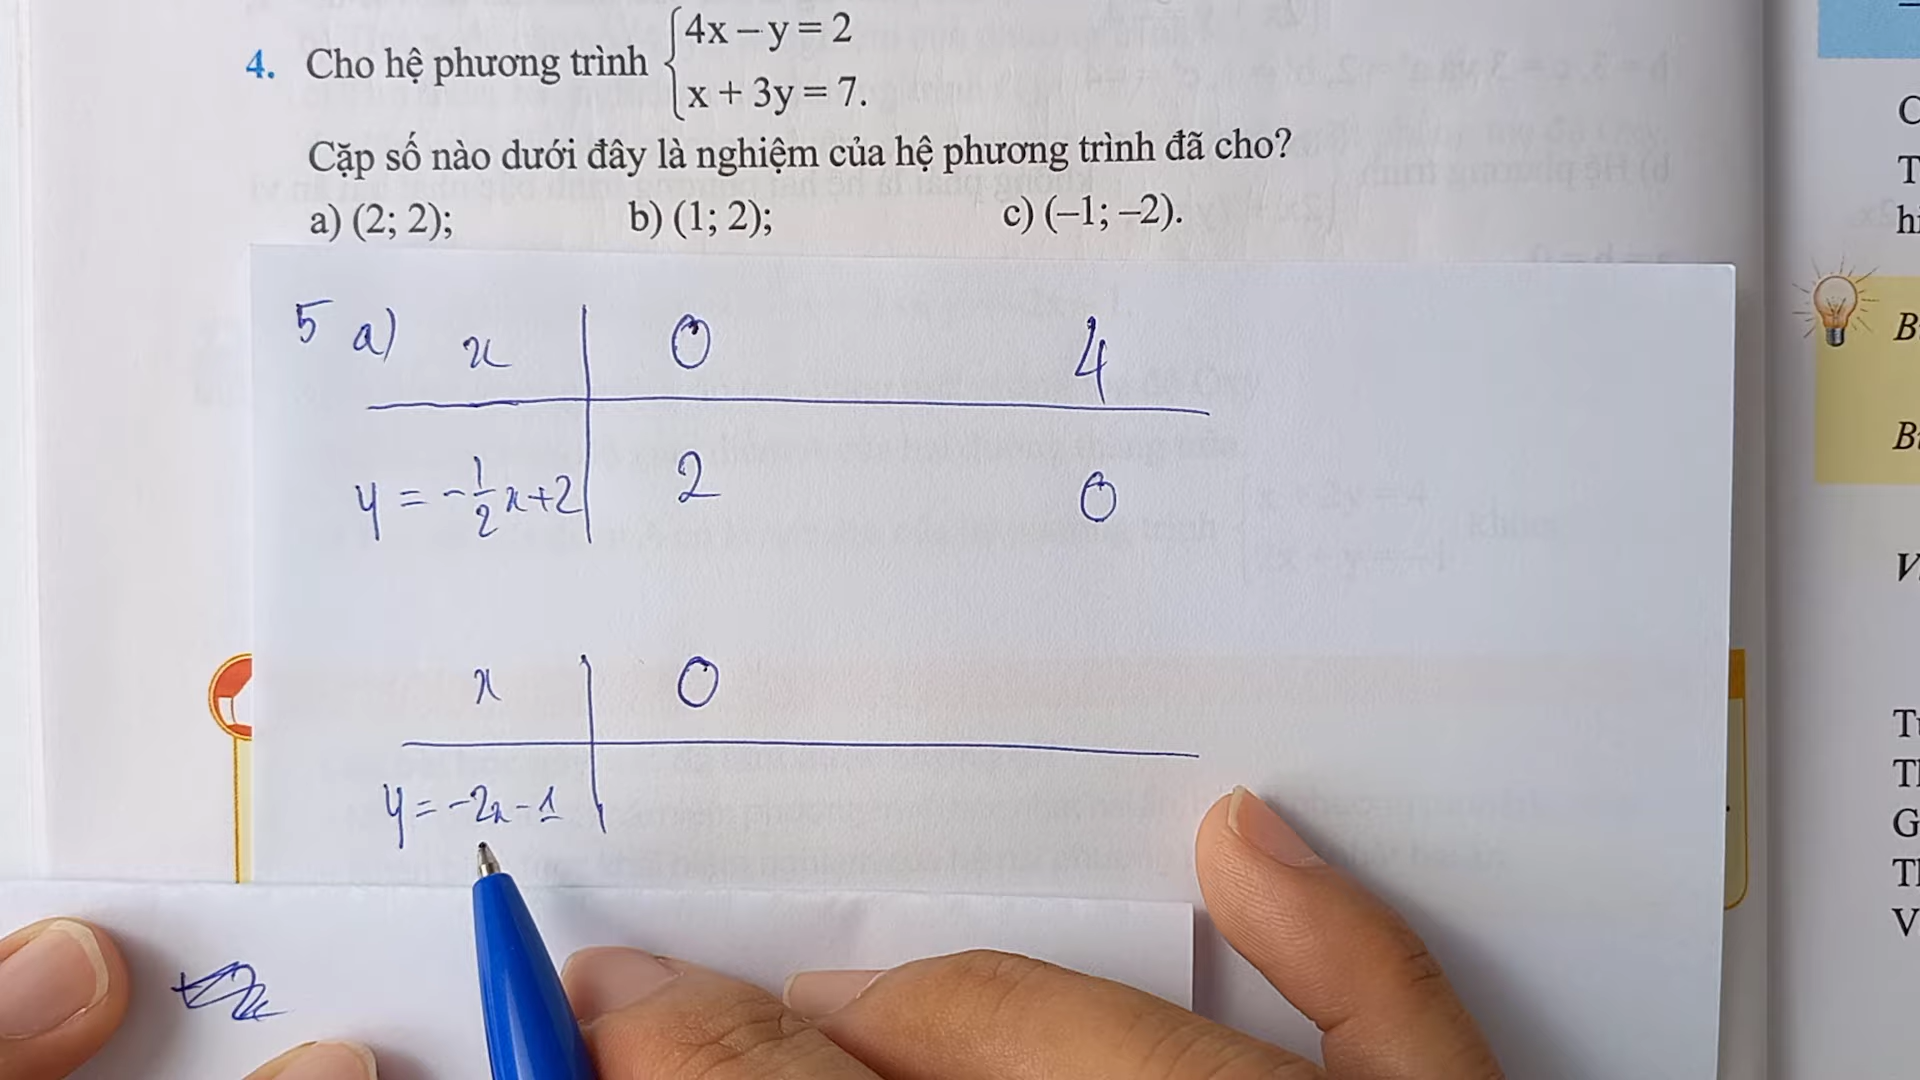 4. Cho hệ phương trình {4x – y = 2
x + 3y = 7.
Cặp số nào dưới đây là nghiệm của hệ phương trình đã cho?
a) (2; 2); b) (1; 2); c) (–1; –2).
5 a) x 0 4
y = -1/2 x+2 2 0
x 0
y = -2x - 1